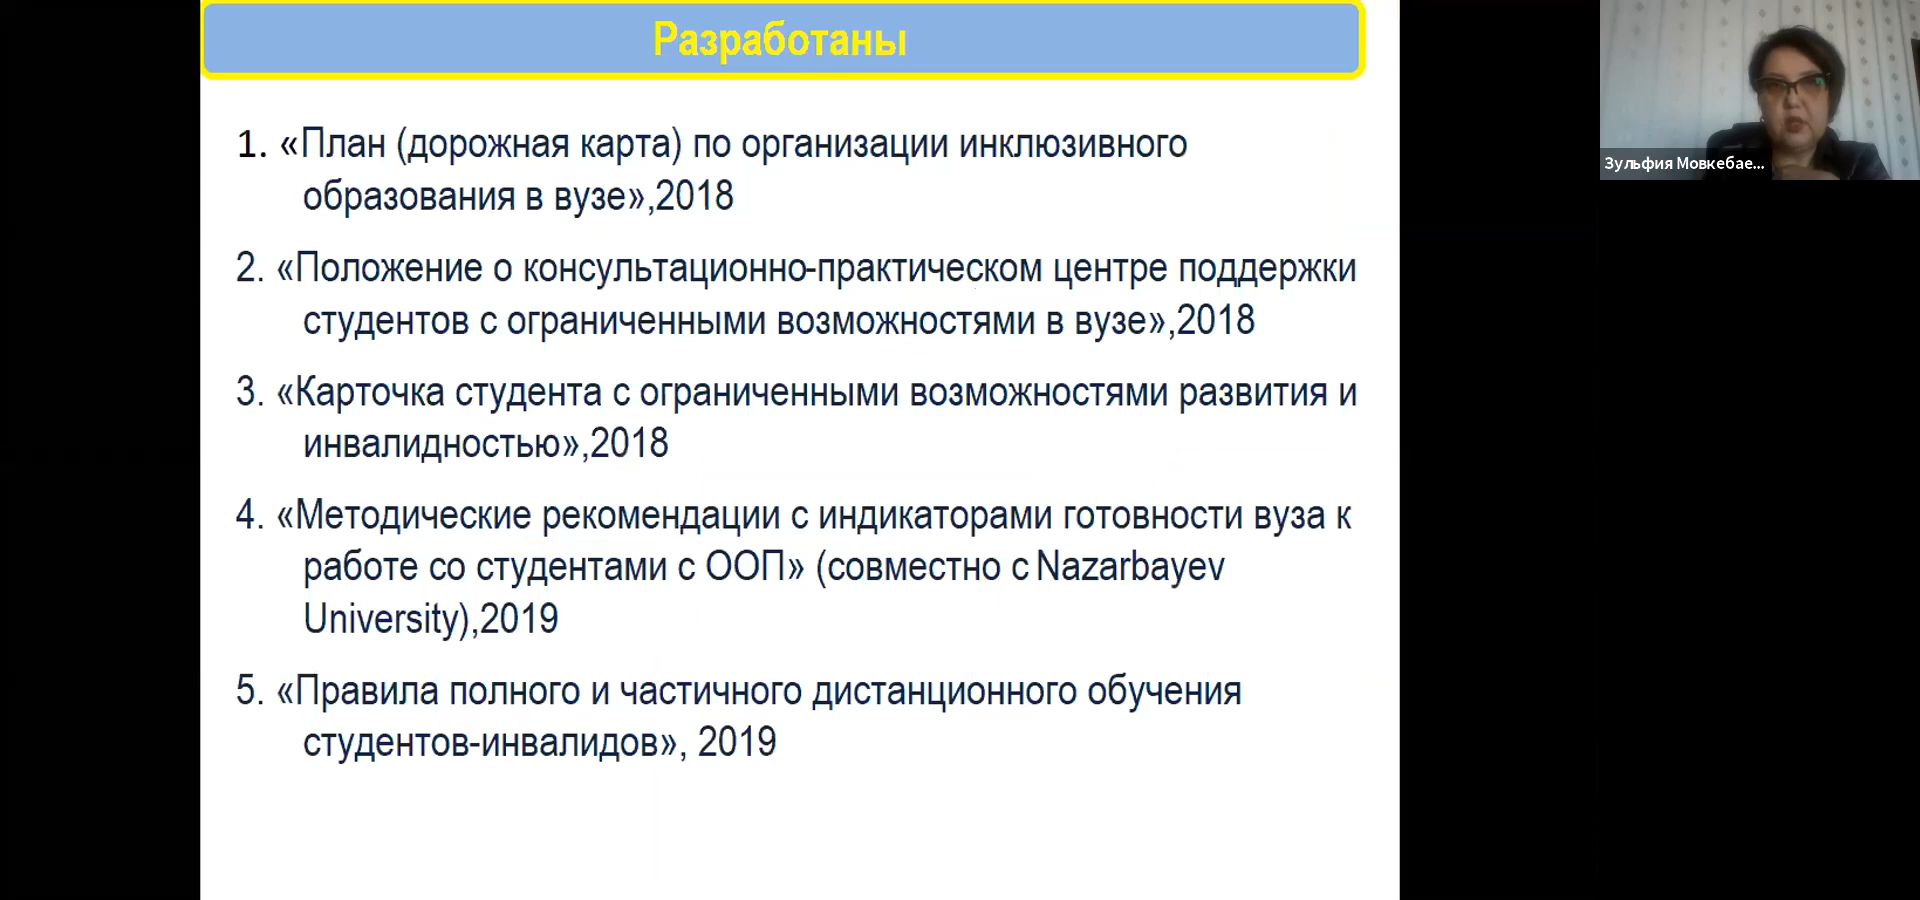 Разработаны
1. «План (дорожная карта) по организации инклюзивного
образования в вузе»,2018
2. «Положение о консультационно-практическом центре поддержки
студентов с ограниченными возможностями в вузе»,2018
3. «Карточка студента с ограниченными возможностями развития и
инвалидностью»,2018
4. «Методические рекомендации с индикаторами готовности вуза к
работе со студентами с ООП» (совместно с Nazarbayev
University),2019
5. «Правила полного и частичного дистанционного обучения
студентов-инвалидов», 2019
Зульфия Мовкебае...